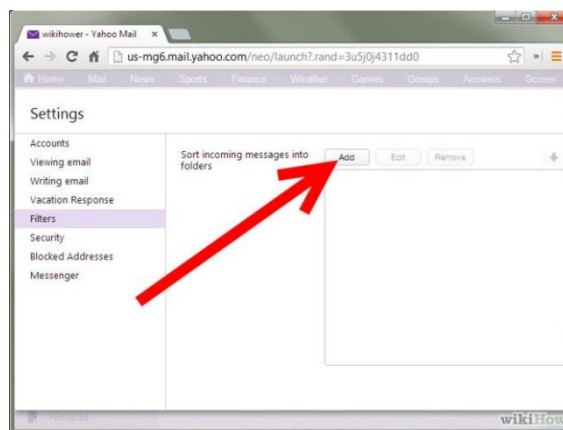 wikihower - Yahoo Mail
us-mg6.mail.yahoo.com/neo/launch?.rand=3u5j0j4311dd0
Home Mail News Sports Finance Weather Games Groups Answers Screen
Settings
Accounts
Viewing email
Writing email
Vacation Response
Filters
Security
Blocked Addresses
Messenger
Sort incoming messages into
folders
Add Edit Remove
Notepad
wikiHow